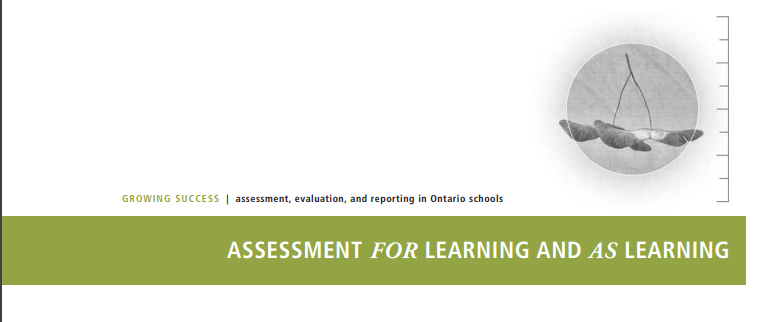 GROWING SUCCESS | assessment, evaluation, and reporting in Ontario schools
ASSESSMENT FOR LEARNING AND AS LEARNING